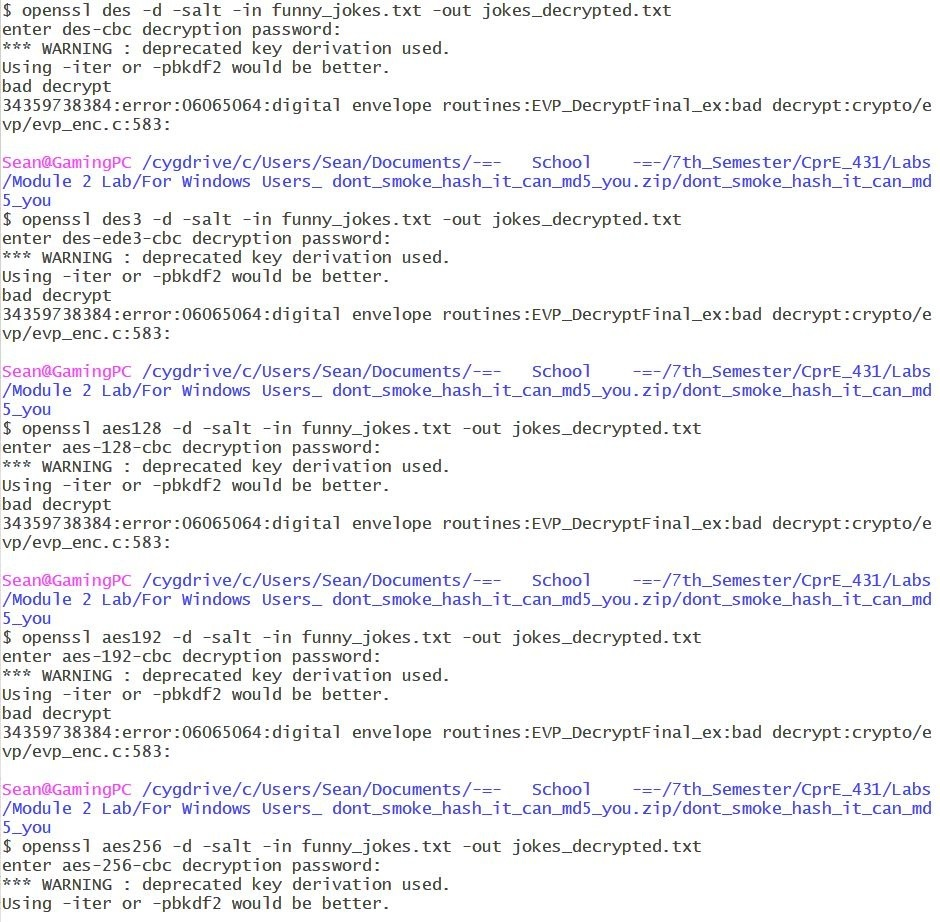 $ openssl des -d -salt -in funny_jokes.txt -out jokes_decrypted.txt
enter des-cbc decryption password:
*** WARNING : deprecated key derivation used.
Using -iter or -pbkdf2 would be better.
bad decrypt
34359738384:error:06065064:digital envelope routines:EVP_DecryptFinal_ex:bad decrypt:crypto/e
vp/evp_enc.c:583:
Sean@GamingPC /cygdrive/c/Users/Sean/Documents/-=-   School    -=-/7th_Semester/CprE_431/Labs
/Module 2 Lab/For Windows Users_ dont_smoke_hash_it_can_md5_you.zip/dont_smoke_hash_it_can_md
5_you
$ openssl des3 -d -salt -in funny_jokes.txt -out jokes_decrypted.txt
enter des-ede3-cbc decryption password:
*** WARNING : deprecated key derivation used.
Using -iter or -pbkdf2 would be better.
bad decrypt
34359738384:error:06065064:digital envelope routines:EVP_DecryptFinal_ex:bad decrypt:crypto/e
vp/evp_enc.c:583:
Sean@GamingPC /cygdrive/c/Users/Sean/Documents/-=-   School    -=-/7th_Semester/CprE_431/Labs
/Module 2 Lab/For Windows Users_ dont_smoke_hash_it_can_md5_you.zip/dont_smoke_hash_it_can_md
5_you
$ openssl aes128 -d -salt -in funny_jokes.txt -out jokes_decrypted.txt
enter aes-128-cbc decryption password:
*** WARNING : deprecated key derivation used.
Using -iter or -pbkdf2 would be better.
bad decrypt
34359738384:error:06065064:digital envelope routines:EVP_DecryptFinal_ex:bad decrypt:crypto/e
vp/evp_enc.c:583:
Sean@GamingPC /cygdrive/c/Users/Sean/Documents/-=-   School    -=-/7th_Semester/CprE_431/Labs
/Module 2 Lab/For Windows Users_ dont_smoke_hash_it_can_md5_you.zip/dont_smoke_hash_it_can_md
5_you
$ openssl aes192 -d -salt -in funny_jokes.txt -out jokes_decrypted.txt
enter aes-192-cbc decryption password:
*** WARNING : deprecated key derivation used.
Using -iter or -pbkdf2 would be better.
bad decrypt
34359738384:error:06065064:digital envelope routines:EVP_DecryptFinal_ex:bad decrypt:crypto/e
vp/evp_enc.c:583:
Sean@GamingPC /cygdrive/c/Users/Sean/Documents/-=-   School    -=-/7th_Semester/CprE_431/Labs
/Module 2 Lab/For Windows Users_ dont_smoke_hash_it_can_md5_you.zip/dont_smoke_hash_it_can_md
5_you
$ openssl aes256 -d -salt -in funny_jokes.txt -out jokes_decrypted.txt
enter aes-256-cbc decryption password:
*** WARNING : deprecated key derivation used.
Using -iter or -pbkdf2 would be better.